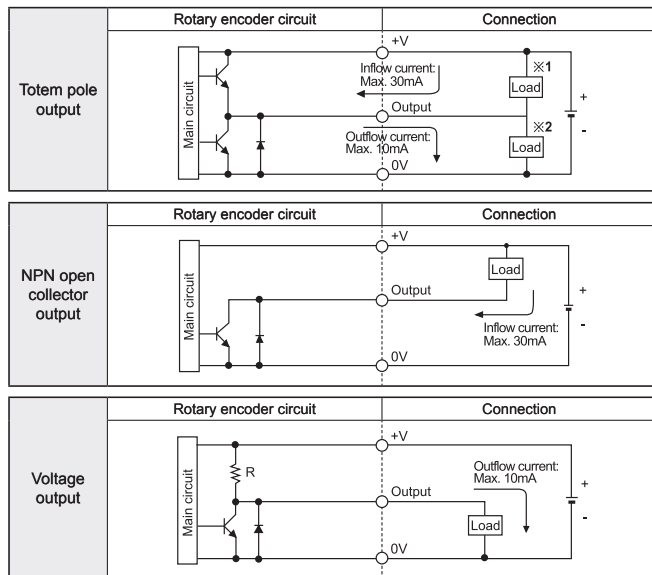 Rotary encoder circuit
Connection
Totem pole
output
Main circuit
+V
Inflow current:
Max. 30mA
※1
Load
Output
Outflow current:
Max. 10mA
※2
Load
0V
+
-
Rotary encoder circuit
Connection
NPN open
collector
output
Main circuit
+V
Load
Output
Inflow current:
Max. 30mA
0V
+
-
Rotary encoder circuit
Connection
Voltage
output
Main circuit
+V
R
Outflow current:
Max. 10mA
Output
Load
0V
+
-